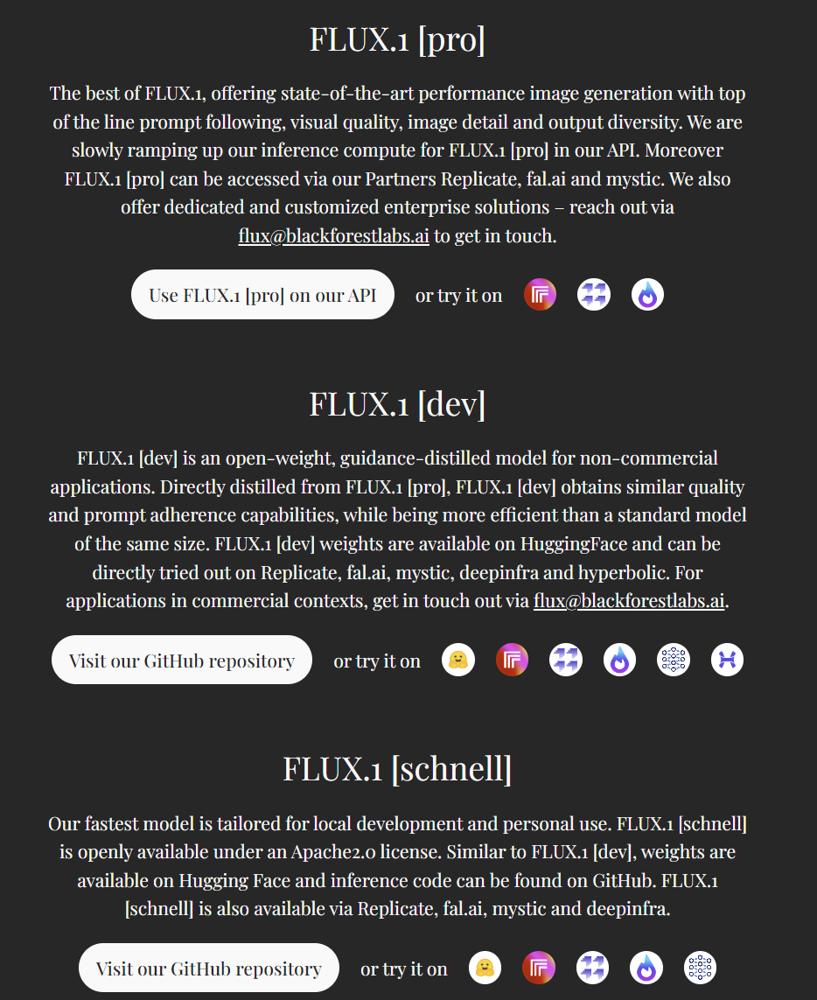 FLUX.1 [pro]
The best of FLUX.1, offering state-of-the-art performance image generation with top
of the line prompt following, visual quality, image detail and output diversity. We are
slowly ramping up our inference compute for FLUX.1 [pro] in our API. Moreover
FLUX.1 [pro] can be accessed via our Partners Replicate, fal.ai and mystic. We also
offer dedicated and customized enterprise solutions – reach out via
flux@blackforestlabs.ai to get in touch.
Use FLUX.1 [pro] on our API or try it on
FLUX.1 [dev]
FLUX.1 [dev] is an open-weight, guidance-distilled model for non-commercial
applications. Directly distilled from FLUX.1 [pro], FLUX.1 [dev] obtains similar quality
and prompt adherence capabilities, while being more efficient than a standard model
of the same size. FLUX.1 [dev] weights are available on HuggingFace and can be
directly tried out on Replicate, fal.ai, mystic, deepinfra and hyperbolic. For
applications in commercial contexts, get in touch out via flux@blackforestlabs.ai.
Visit our GitHub repository or try it on
FLUX.1 [schnell]
Our fastest model is tailored for local development and personal use. FLUX.1 [schnell]
is openly available under an Apache2.0 license. Similar to FLUX.1 [dev], weights are
available on Hugging Face and inference code can be found on GitHub. FLUX.1
[schnell] is also available via Replicate, fal.ai, mystic and deepinfra.
Visit our GitHub repository or try it on